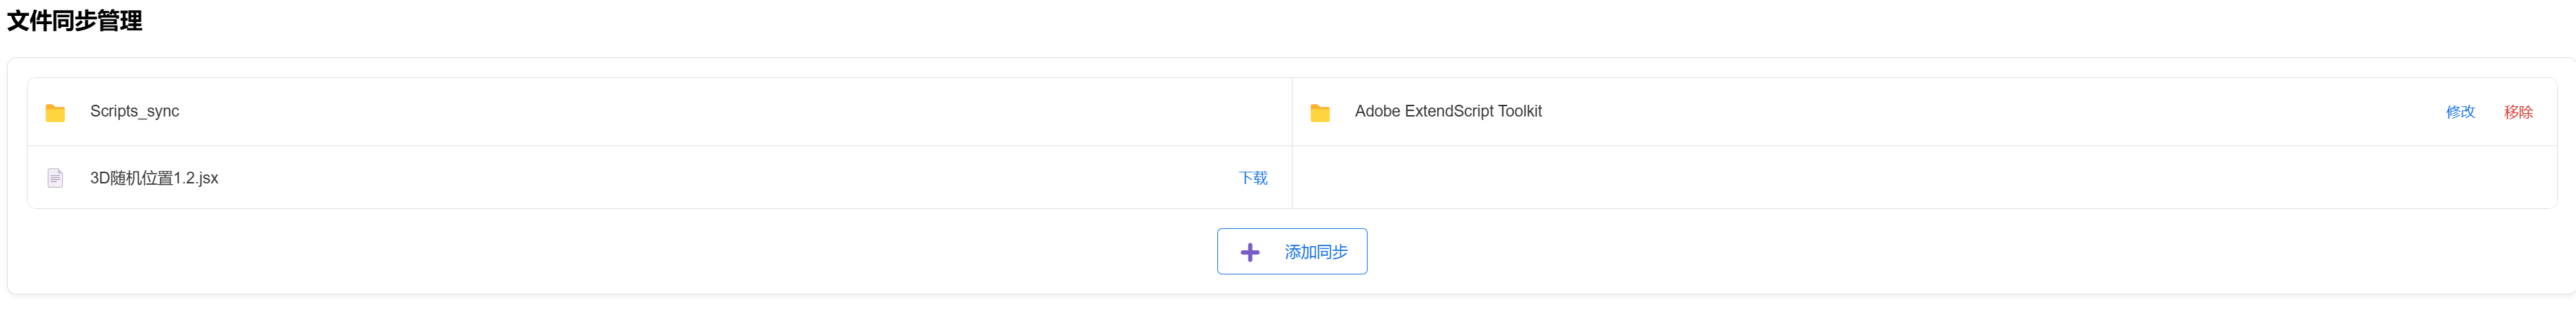 文件同步管理
Scripts_sync
Adobe ExtendScript Toolkit
修改
移除
3D随机位置1.2.jsx
下载
添加同步